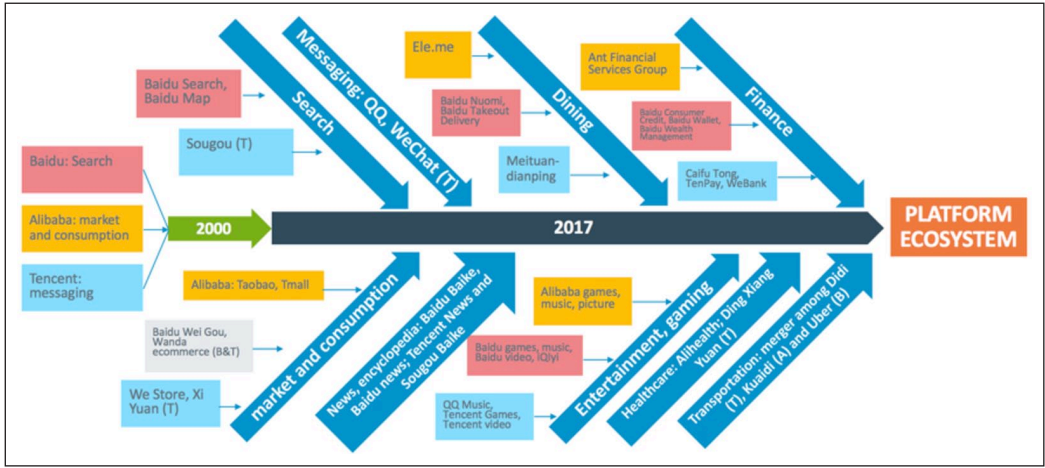 Search
Messaging: QQ, WeChat (T)
Dining
Finance
Ele.me
Ant Financial
Services Group
Baidu Search,
Baidu Map
Baidu Nuomi,
Baidu Takeout
Delivery
Baidu Consumer
Credit, Baidu Wallet,
Baidu Wealth
Management
Sougou (T)
Meituan-
dianping
Caifu Tong,
TenPay, WeBank
Baidu: Search
Alibaba: market
and consumption
Tencent:
messaging
2000
2017
PLATFORM
ECOSYSTEM
Alibaba: Taobao, Tmall
Baidu Wei Gou,
Wanda
ecommerce (B&T)
We Store, Xi
Yuan (T)
market and consumption
News, encyclopedia: Baidu Baike,
Baidu news; Tencent News and
Sougou Baike
Alibaba games,
music, picture
Baidu games, music,
Baidu video, iQIyi
QQ Music,
Tencent Games,
Tencent video
Entertainment, gaming
Healthcare: Alihealth; Ding Xiang
Yuan (T)
Transportation: merger among Didi
(T), Kuaidi (A) and Uber (B)